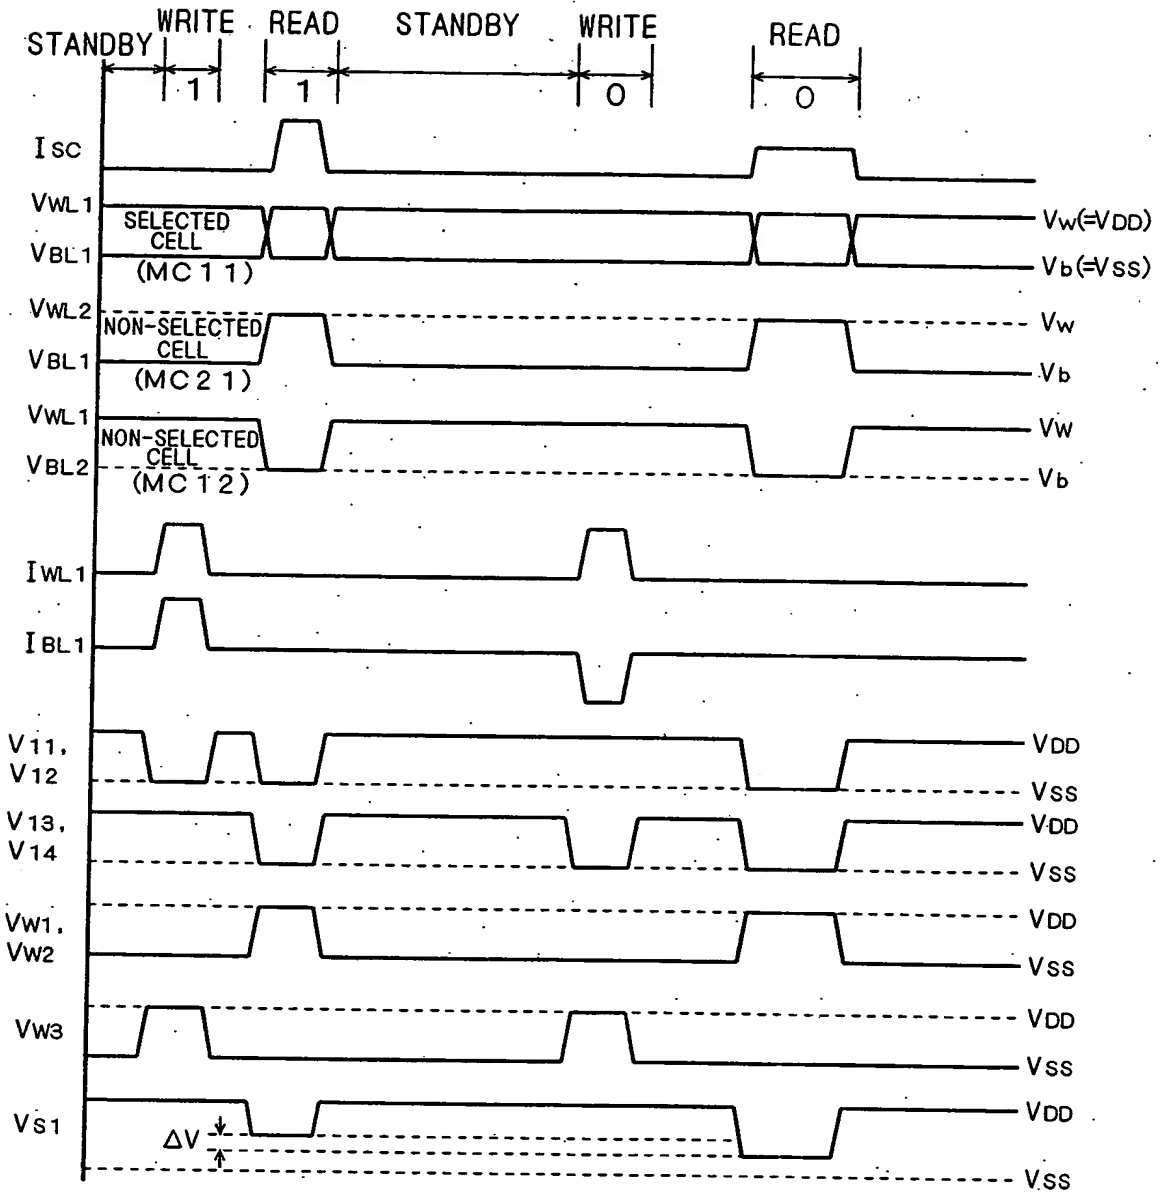 STANDBY WRITE READ STANDBY WRITE READ
1 1 0 0
Isc
VWL1 Vw(=VDD)
SELECTED
CELL
VBL1 Vb(=VSS)
(MC11)
VWL2 Vw
NON-SELECTED
CELL
VBL1 Vb
(MC21)
VWL1 Vw
NON-SELECTED
CELL
VBL2 Vb
(MC12)
IWL1
IBL1
V11, VDD
V12 VSS
V13, VDD
V14 VSS
VW1, VDD
VW2 VSS
VW3 VDD
VSS
VS1 VDD
ΔV
VSS